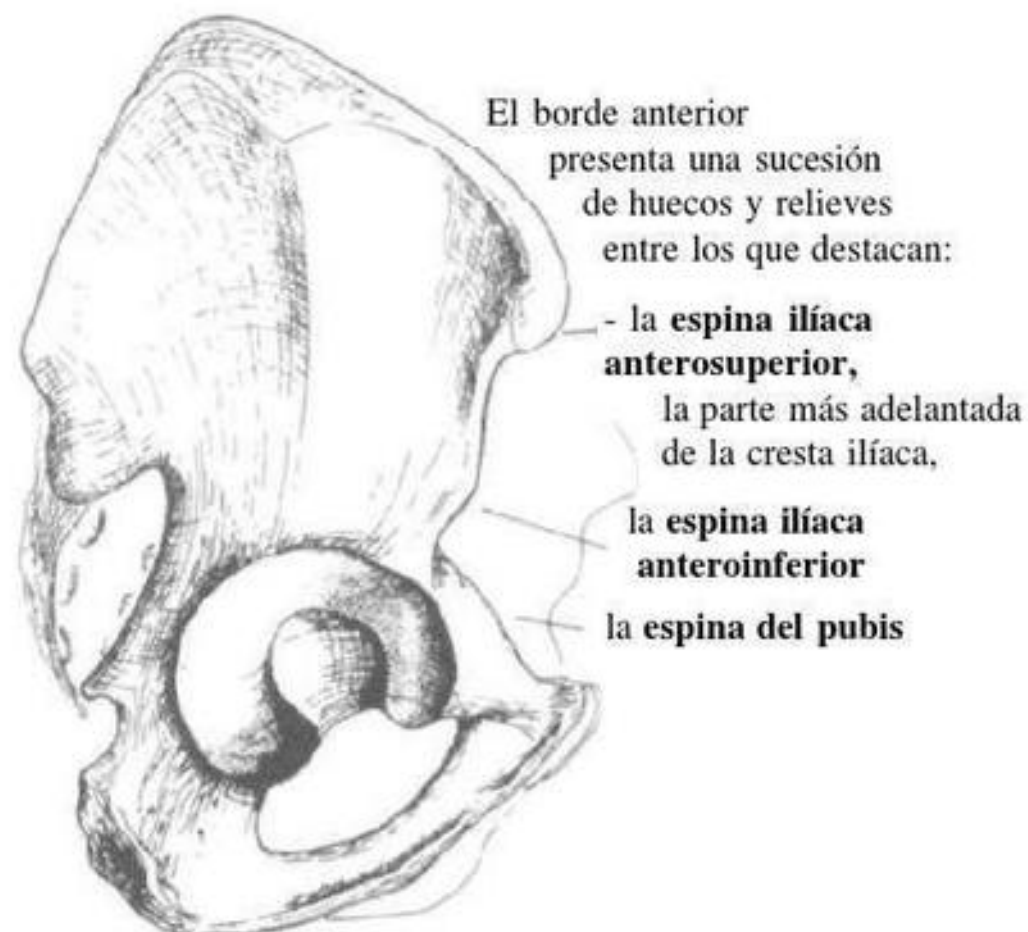 El borde anterior
presenta una sucesión
de huecos y relieves
entre los que destacan:
- la espina ilíaca
anterosuperior,
la parte más adelantada
de la cresta ilíaca,
la espina ilíaca
anteroinferior
la espina del pubis